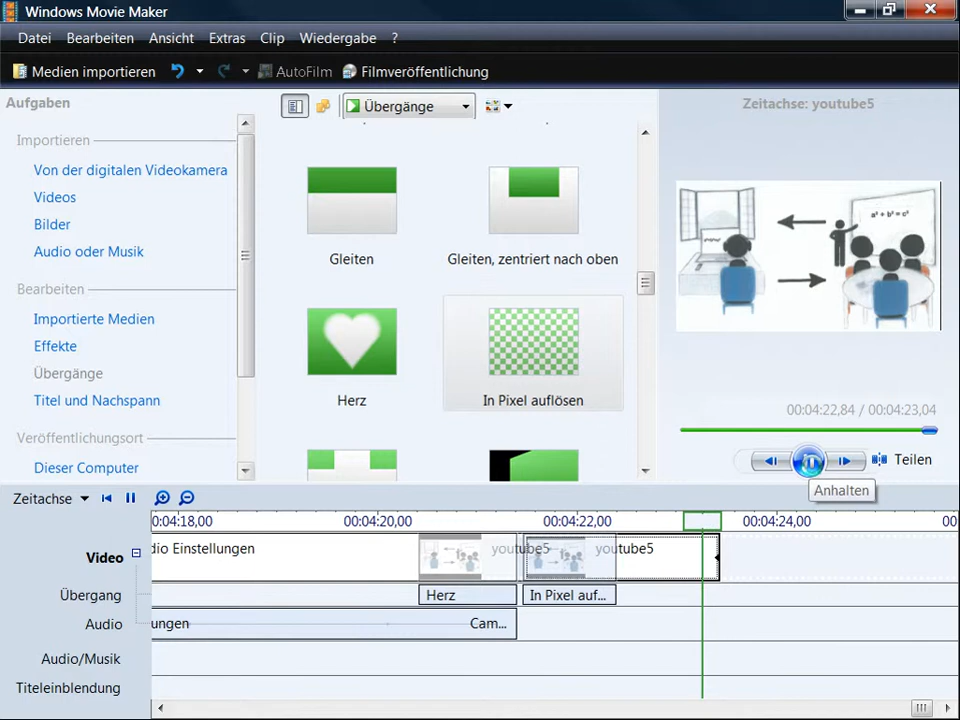 Windows Movie Maker
Datei Bearbeiten Ansicht Extras Clip Wiedergabe ?
Medien importieren AutoFilm Filmveröffentlichung
Aufgaben
Importieren
Von der digitalen Videokamera
Videos
Bilder
Audio oder Musik
Bearbeiten
Importierte Medien
Effekte
Übergänge
Titel und Nachspann
Veröffentlichungsort
Dieser Computer
Übergänge
Gleiten
Gleiten, zentriert nach oben
Herz
In Pixel auflösen
Zeitachse: youtube5
a² + b² = c²
00:04:22,84 / 00:04:23,04
Teilen
Anhalten
Zeitachse
0:04:18,00 00:04:20,00 00:04:22,00 00:04:24,00 00
Video
dio Einstellungen youtube5 youtube5
Übergang Herz In Pixel auf...
Audio ungen Cam...
Audio/Musik
Titeleinblendung